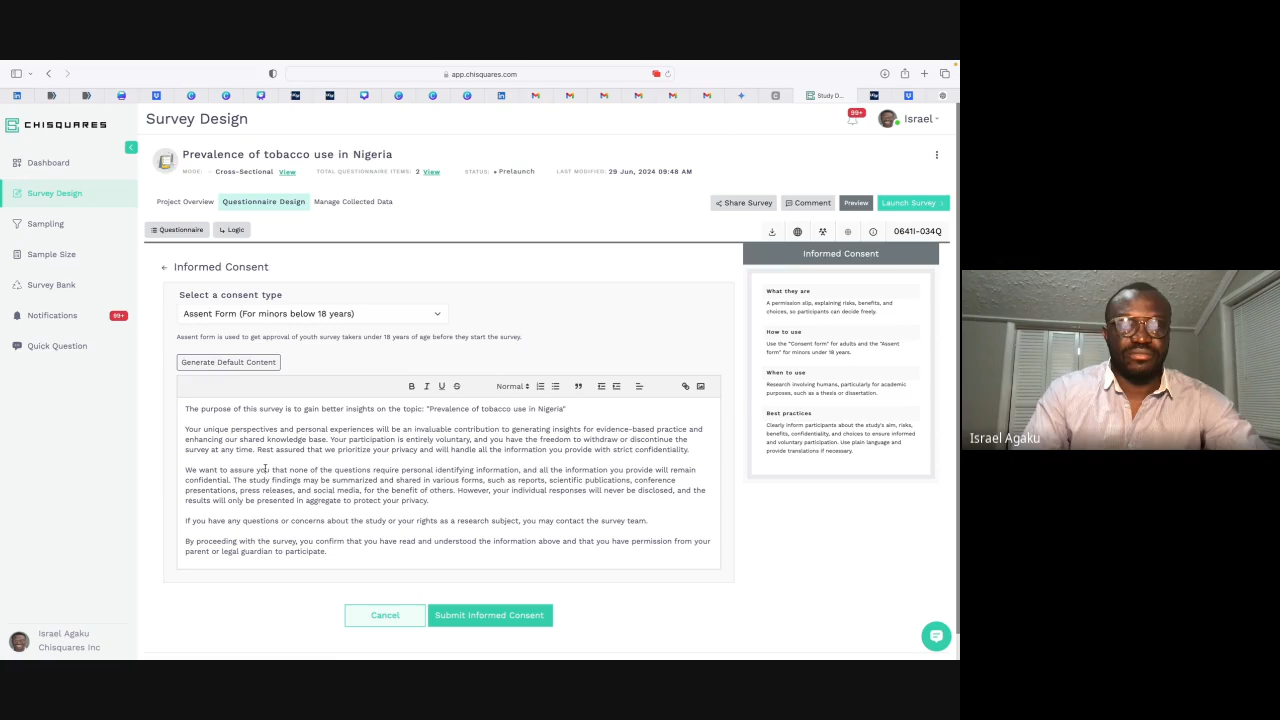 app.chisquares.com
Study D...
CHISQUARES
Survey Design
99+
Israel
Dashboard
Survey Design
Sampling
Sample Size
Survey Bank
Notifications
99+
Quick Question
Prevalence of tobacco use in Nigeria
MODE: Cross-Sectional View
TOTAL QUESTIONNAIRE ITEMS: 2 View
STATUS: • Prelaunch
LAST MODIFIED: 29 Jun, 2024 09:48 AM
Project Overview
Questionnaire Design
Manage Collected Data
Share Survey
Comment
Preview
Launch Survey
Questionnaire
Logic
0641I-034Q
Informed Consent
Select a consent type
Assent Form (For minors below 18 years)
Assent form is used to get approval of youth survey takers under 18 years of age before they start the survey.
Generate Default Content
B I U S Normal
The purpose of this survey is to gain better insights on the topic: "Prevalence of tobacco use in Nigeria"
Your unique perspectives and personal experiences will be an invaluable contribution to generating insights for evidence-based practice and
enhancing our shared knowledge base. Your participation is entirely voluntary, and you have the freedom to withdraw or discontinue the
survey at any time. Rest assured that we prioritize your privacy and will handle all the information you provide with strict confidentiality.
We want to assure you that none of the questions require personal identifying information, and all the information you provide will remain
confidential. The study findings may be summarized and shared in various forms, such as reports, scientific publications, conference
presentations, press releases, and social media, for the benefit of others. However, your individual responses will never be disclosed, and the
results will only be presented in aggregate to protect your privacy.
If you have any questions or concerns about the study or your rights as a research subject, you may contact the survey team.
By proceeding with the survey, you confirm that you have read and understood the information above and that you have permission from your
parent or legal guardian to participate.
Cancel
Submit Informed Consent
Informed Consent
What they are
A permission slip, explaining risks, benefits, and
choices, so participants can decide freely.
How to use
Use the "Consent form" for adults and the "Assent
form" for minors under 18 years.
When to use
Research involving humans, particularly for academic
purposes, such as a thesis or dissertation.
Best practices
Clearly inform participants about the study's aim, risks,
benefits, confidentiality, and choices to ensure informed
and voluntary participation. Use plain language and
provide translations if necessary.
Israel Agaku
Chisquares Inc
Israel Agaku